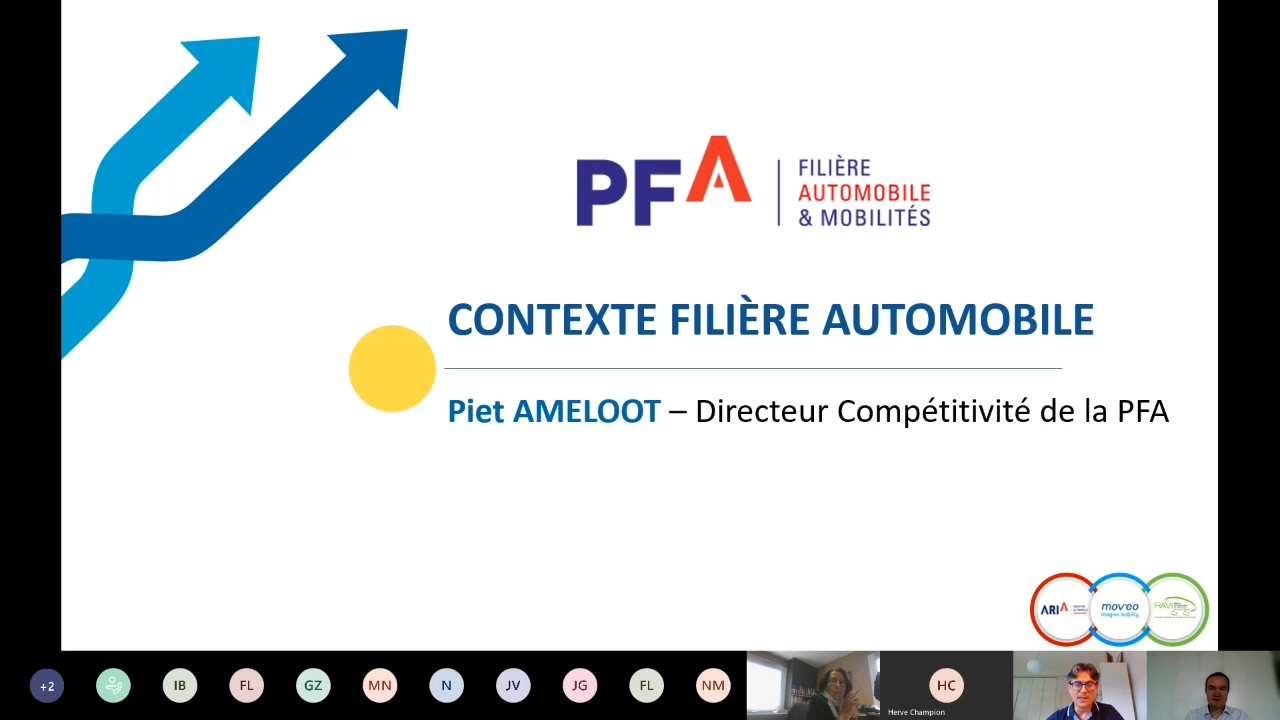 PFA
FILIÈRE
AUTOMOBILE
& MOBILITÉS
CONTEXTE FILIÈRE AUTOMOBILE
Piet AMELOOT – Directeur Compétitivité de la PFA
ARIA
mov'eo
imagine mobility
RAVI
+2
IB
FL
GZ
MN
N
JV
JG
FL
NM
HC
Herve Champion